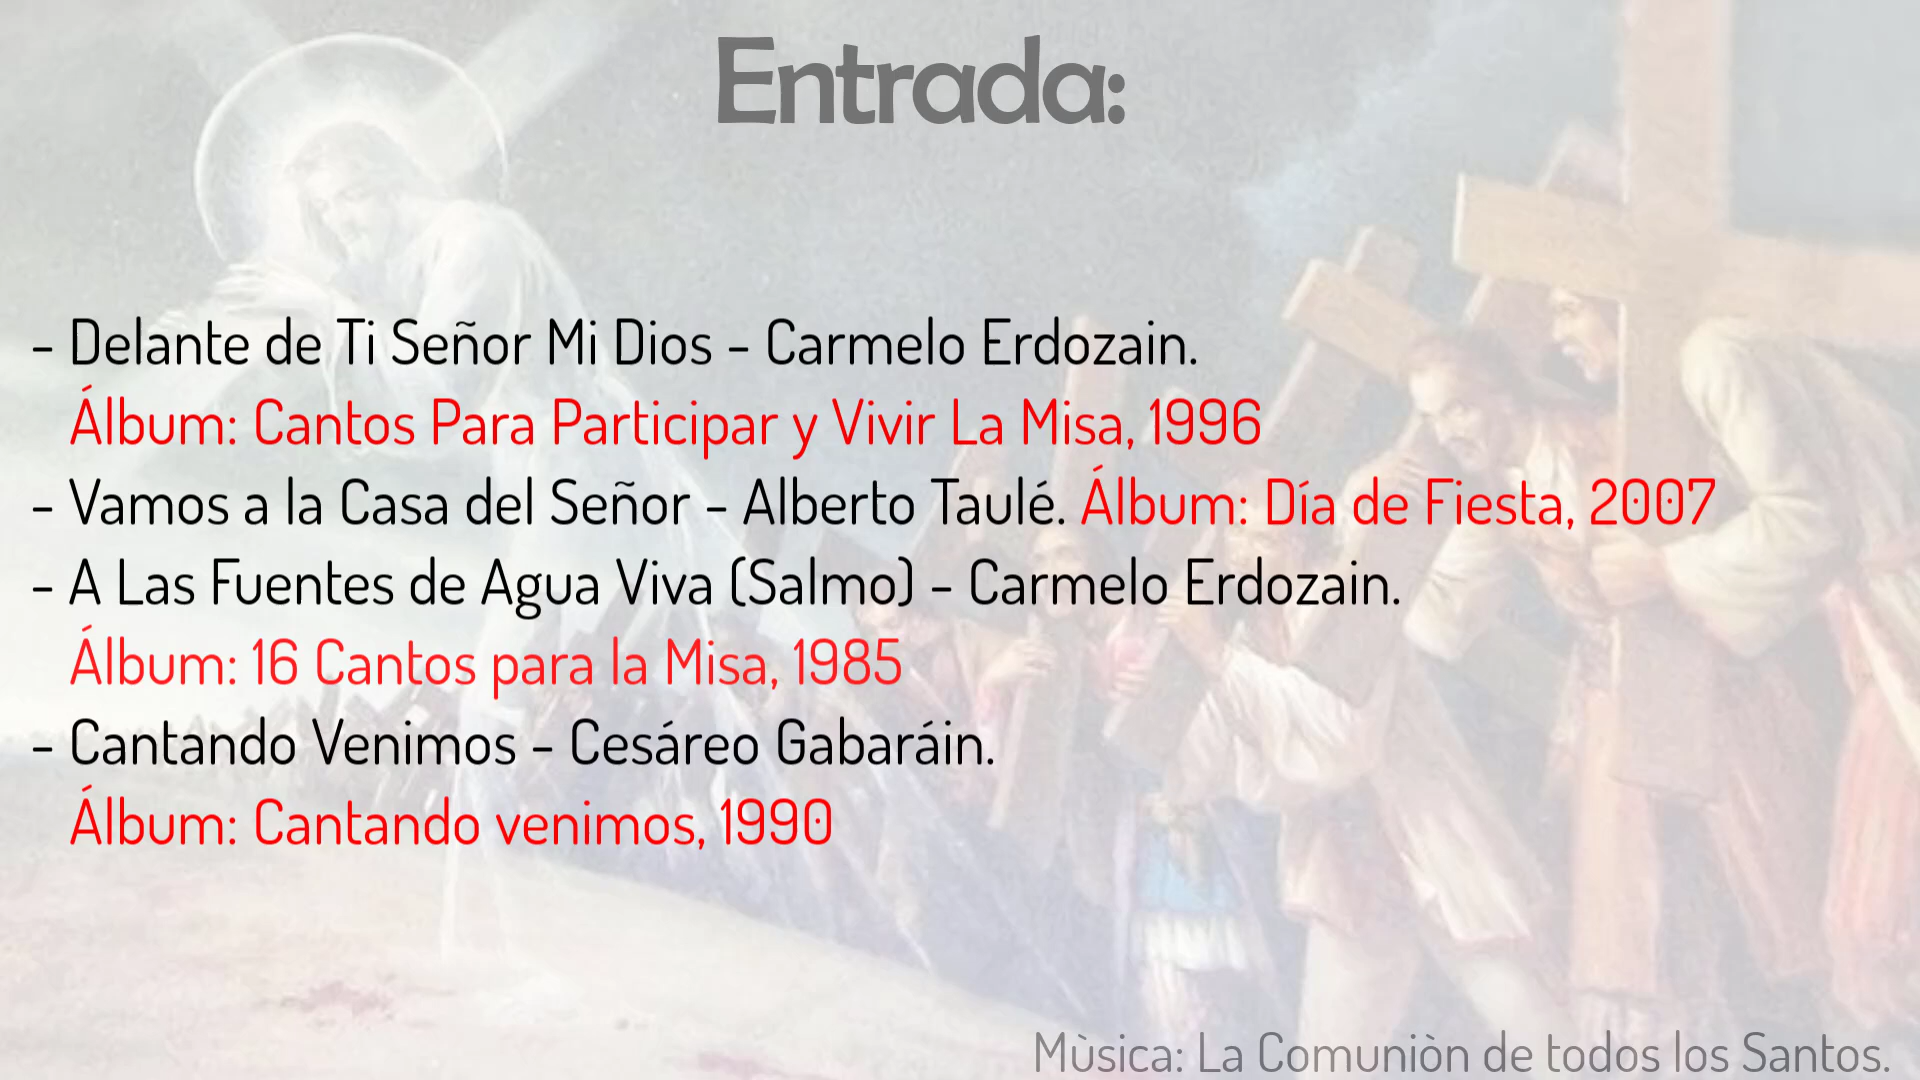 Entrada:
- Delante de Ti Señor Mi Dios - Carmelo Erdozain.
Álbum: Cantos Para Participar y Vivir La Misa, 1996
- Vamos a la Casa del Señor - Alberto Taulé. Álbum: Día de Fiesta, 2007
- A Las Fuentes de Agua Viva (Salmo) - Carmelo Erdozain.
Álbum: 16 Cantos para la Misa, 1985
- Cantando Venimos - Cesáreo Gabaráin.
Álbum: Cantando venimos, 1990
Mùsica: La Comuniòn de todos los Santos.